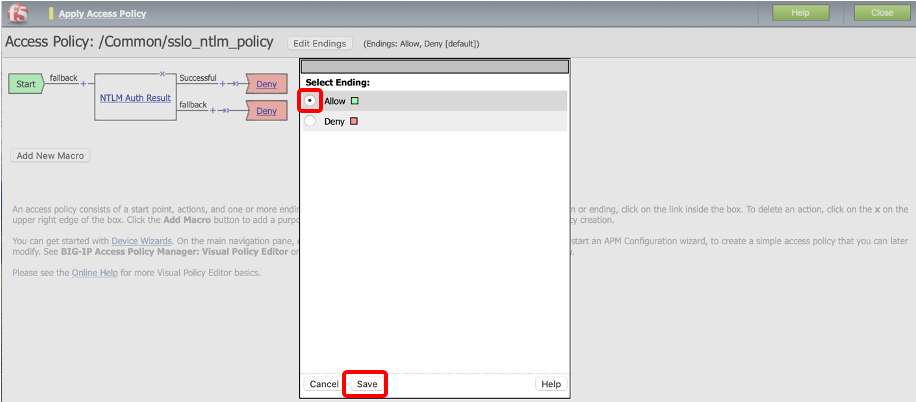 f5 Apply Access Policy Help Close
Access Policy: /Common/sslo_ntlm_policy Edit Endings (Endings: Allow, Deny [default])
Start fallback + NTLM Auth Result x Successful + Deny
fallback + Deny
Add New Macro
An access policy consists of a start point, actions, and one or more endin
n or ending, click on the link inside the box. To delete an action, click on the x on the
upper right edge of the box. Click the Add Macro button to add a purpo
cy creation.
You can get started with Device Wizards. On the main navigation pane, e
start an APM Configuration wizard, to create a simple access policy that you can later
modify. See BIG-IP Access Policy Manager: Visual Policy Editor or
y.
Please see the Online Help for more Visual Policy Editor basics.
Select Ending:
Allow
Deny
Cancel Save Help